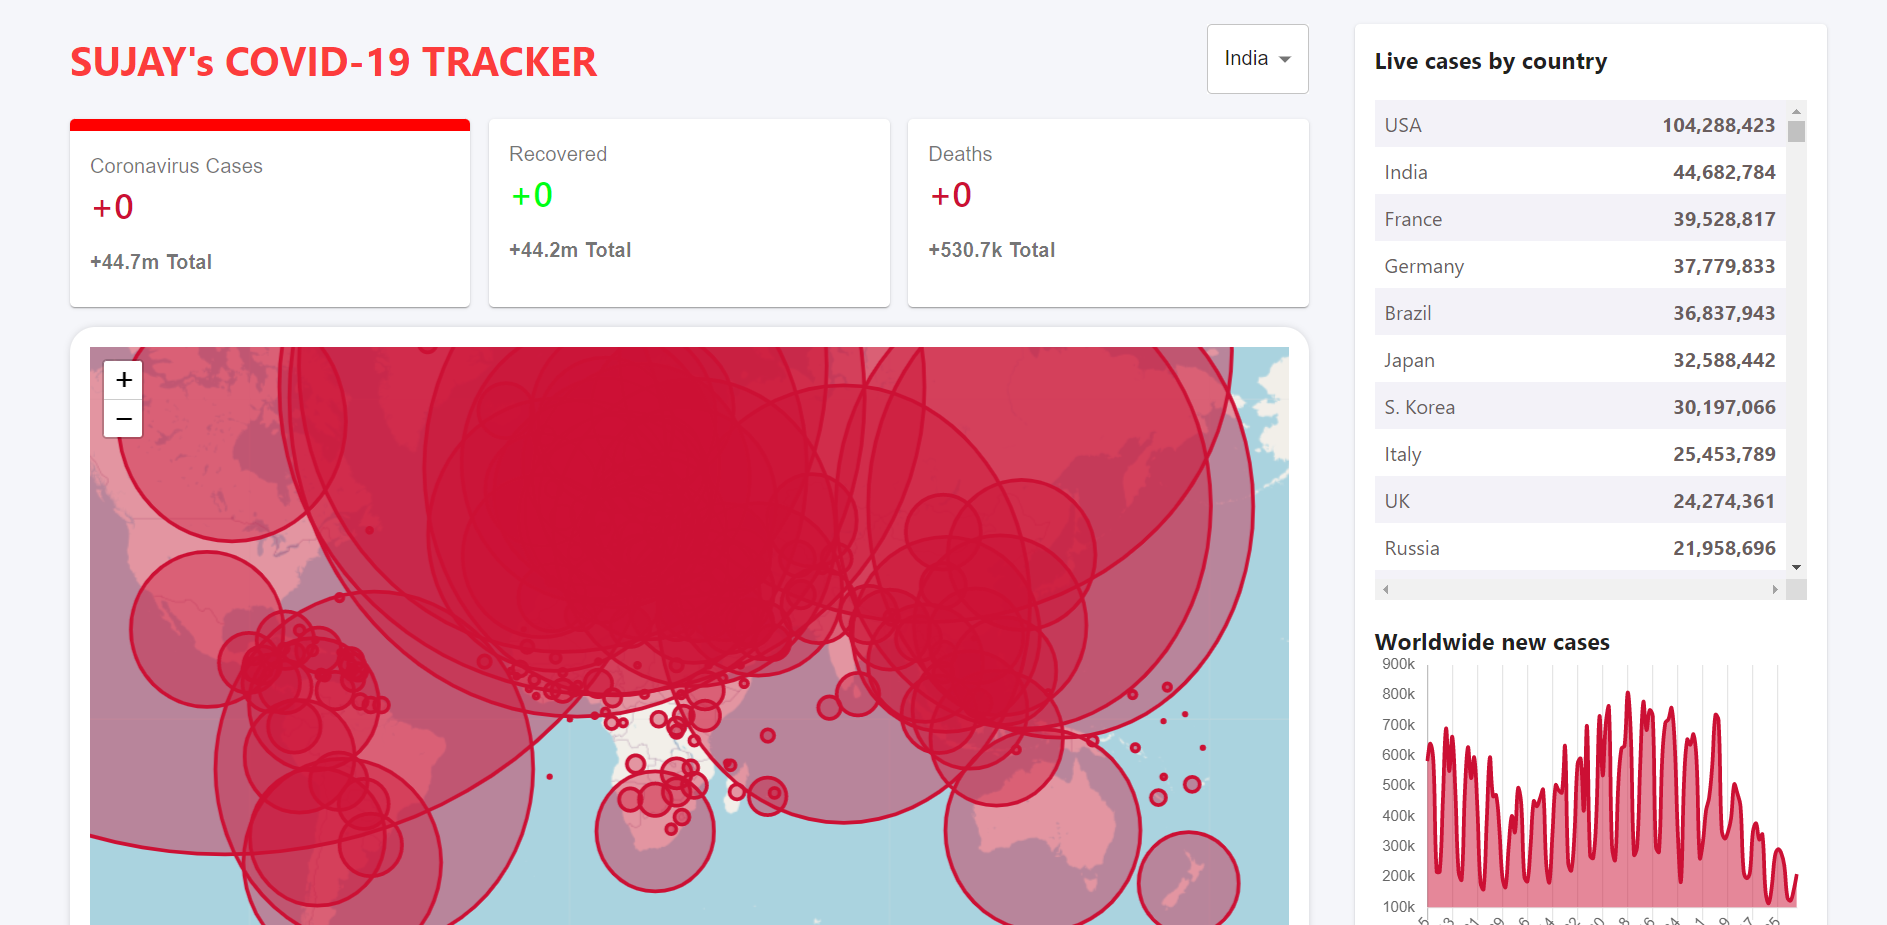 SUJAY's COVID-19 TRACKER
India
Coronavirus Cases
+0
+44.7m Total
Recovered
+0
+44.2m Total
Deaths
+0
+530.7k Total
+
−
Live cases by country
USA 104,288,423
India 44,682,784
France 39,528,817
Germany 37,779,833
Brazil 36,837,943
Japan 32,588,442
S. Korea 30,197,066
Italy 25,453,789
UK 24,274,361
Russia 21,958,696
Worldwide new cases
900k
800k
700k
600k
500k
400k
300k
200k
100k